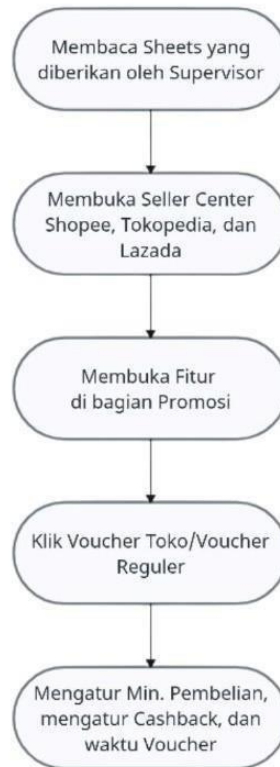 Membaca Sheets yang
diberikan oleh Supervisor
Membuka Seller Center
Shopee, Tokopedia, dan
Lazada
Membuka Fitur
di bagian Promosi
Klik Voucher Toko/Voucher
Reguler
Mengatur Min. Pembelian,
mengatur Cashback, dan
waktu Voucher